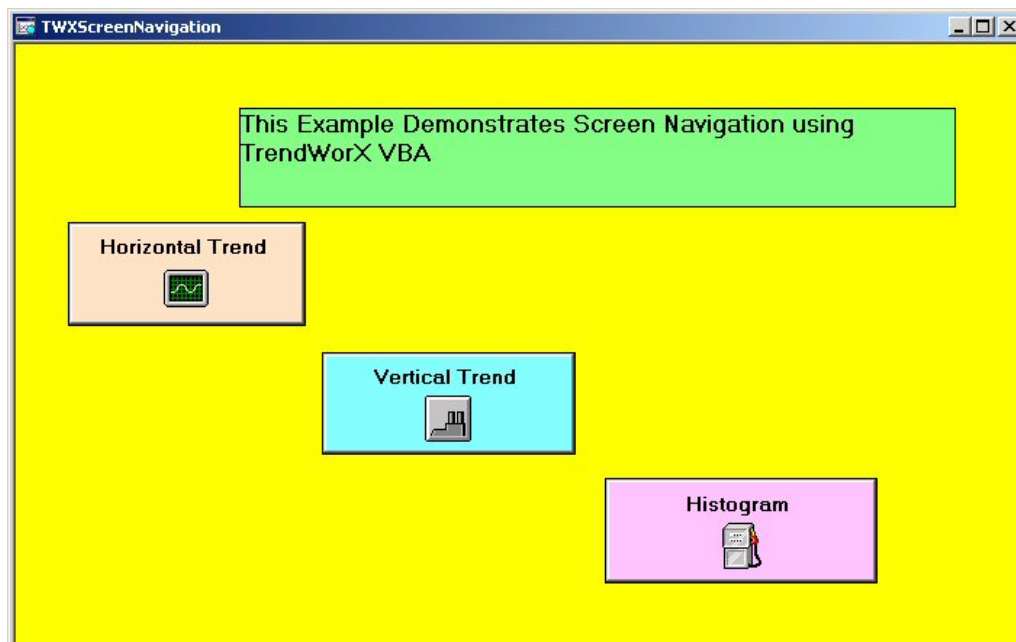 TWXScreenNavigation
This Example Demonstrates Screen Navigation using
TrendWorX VBA
Horizontal Trend
Vertical Trend
Histogram